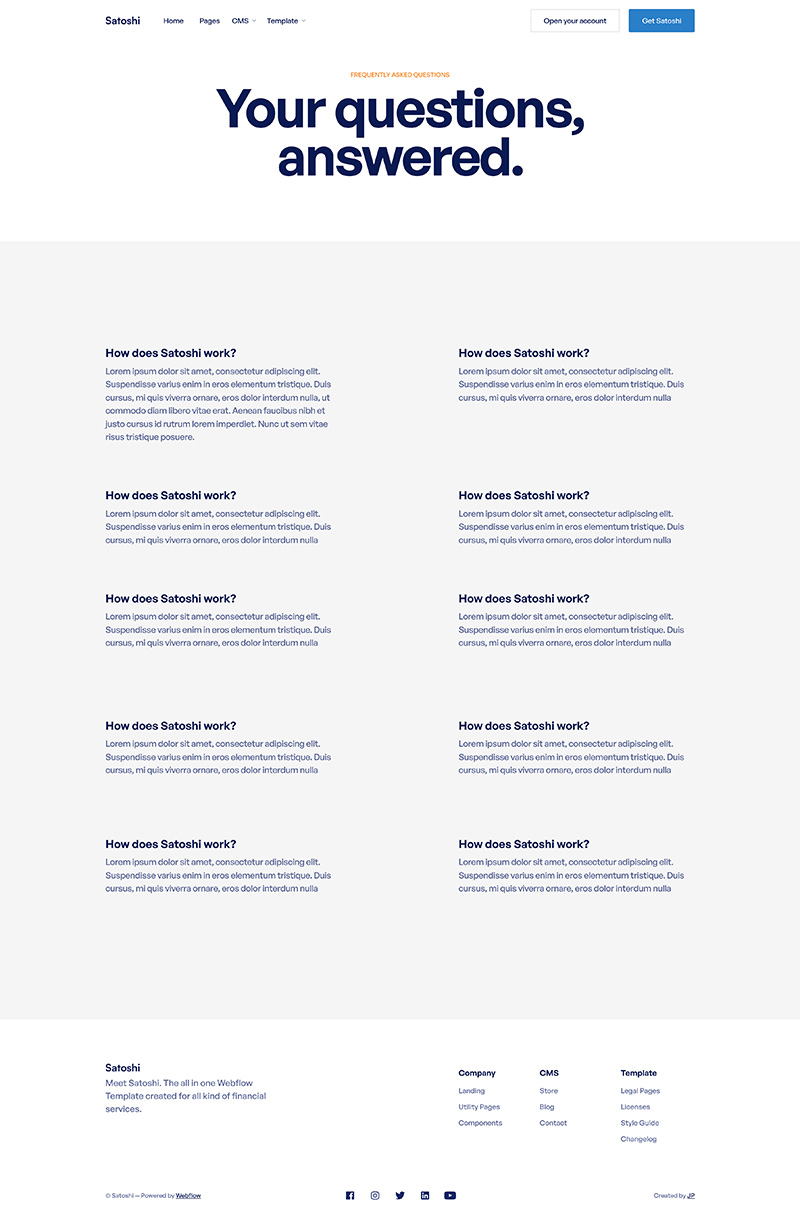 Satoshi
Home
Pages
CMS
Template
Open your account
Get Satoshi
FREQUENTLY ASKED QUESTIONS
Your questions,
answered.
How does Satoshi work?
Lorem ipsum dolor sit amet, consectetur adipiscing elit.
Suspendisse varius enim in eros elementum tristique. Duis
cursus, mi quis viverra ornare, eros dolor interdum nulla, ut
commodo diam libero vitae erat. Aenean faucibus nibh et
justo cursus id rutrum lorem imperdiet. Nunc ut sem vitae
risus tristique posuere.
How does Satoshi work?
Lorem ipsum dolor sit amet, consectetur adipiscing elit.
Suspendisse varius enim in eros elementum tristique. Duis
cursus, mi quis viverra ornare, eros dolor interdum nulla
How does Satoshi work?
Lorem ipsum dolor sit amet, consectetur adipiscing elit.
Suspendisse varius enim in eros elementum tristique. Duis
cursus, mi quis viverra ornare, eros dolor interdum nulla
How does Satoshi work?
Lorem ipsum dolor sit amet, consectetur adipiscing elit.
Suspendisse varius enim in eros elementum tristique. Duis
cursus, mi quis viverra ornare, eros dolor interdum nulla
How does Satoshi work?
Lorem ipsum dolor sit amet, consectetur adipiscing elit.
Suspendisse varius enim in eros elementum tristique. Duis
cursus, mi quis viverra ornare, eros dolor interdum nulla
How does Satoshi work?
Lorem ipsum dolor sit amet, consectetur adipiscing elit.
Suspendisse varius enim in eros elementum tristique. Duis
cursus, mi quis viverra ornare, eros dolor interdum nulla
How does Satoshi work?
Lorem ipsum dolor sit amet, consectetur adipiscing elit.
Suspendisse varius enim in eros elementum tristique. Duis
cursus, mi quis viverra ornare, eros dolor interdum nulla
How does Satoshi work?
Lorem ipsum dolor sit amet, consectetur adipiscing elit.
Suspendisse varius enim in eros elementum tristique. Duis
cursus, mi quis viverra ornare, eros dolor interdum nulla
How does Satoshi work?
Lorem ipsum dolor sit amet, consectetur adipiscing elit.
Suspendisse varius enim in eros elementum tristique. Duis
cursus, mi quis viverra ornare, eros dolor interdum nulla
How does Satoshi work?
Lorem ipsum dolor sit amet, consectetur adipiscing elit.
Suspendisse varius enim in eros elementum tristique. Duis
cursus, mi quis viverra ornare, eros dolor interdum nulla
Satoshi
Meet Satoshi. The all in one Webflow
Template created for all kind of financial
services.
Company
Landing
Utility Pages
Components
CMS
Store
Blog
Contact
Template
Legal Pages
Licenses
Style Guide
Changelog
© Satoshi — Powered by Webflow
Created by JP